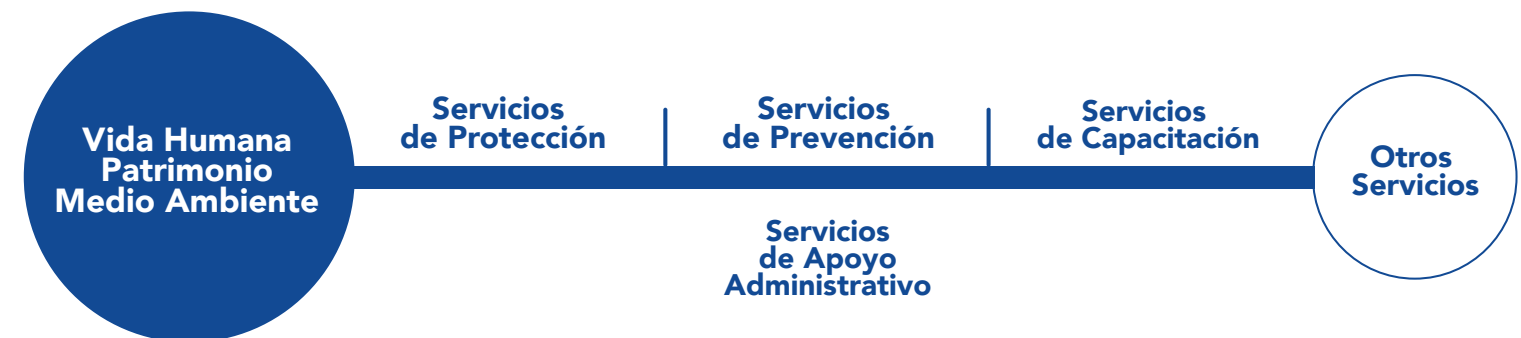 Vida Humana
Patrimonio
Medio Ambiente
Servicios
de Protección
Servicios
de Prevención
Servicios
de Capacitación
Servicios
de Apoyo
Administrativo
Otros
Servicios